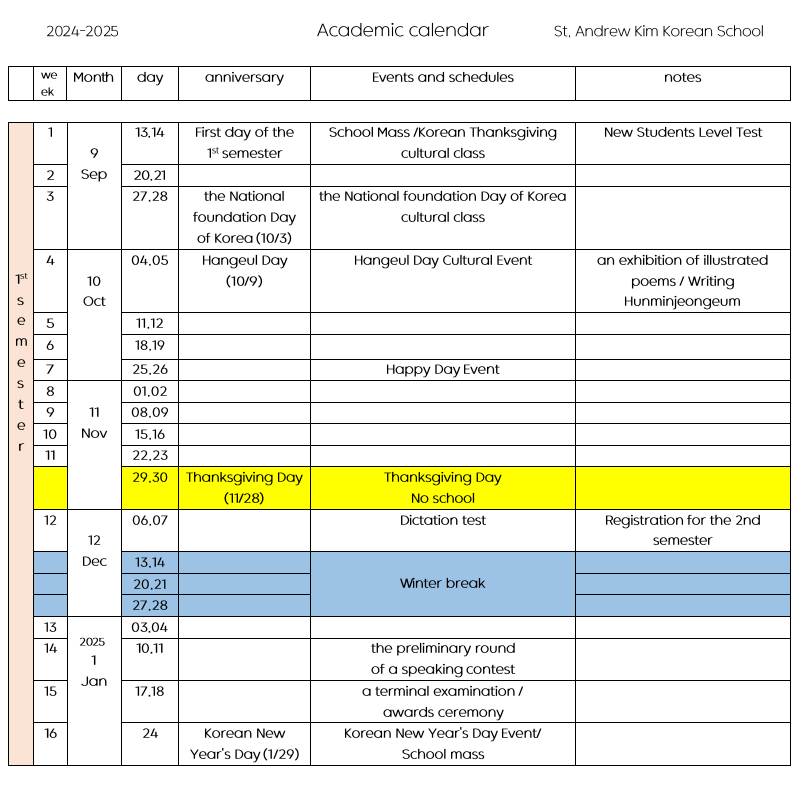 2024-2025 Academic calendar St, Andrew Kim Korean School
we
ek Month day anniversary Events and schedules notes
1st
s
e
m
e
s
t
e
r
9
Sep
1 13,14 First day of the School Mass /Korean Thanksgiving New Students Level Test
1st semester cultural class
2 20,21
3 27,28 the National the National foundation Day of Korea
foundation Day cultural class
of Korea (10/3)
10
Oct
4 04,05 Hangeul Day Hangeul Day Cultural Event an exhibition of illustrated
(10/9) poems / Writing
Hunminjeongeum
5 11,12
6 18,19
7 25,26 Happy Day Event
11
Nov
8 01,02
9 08,09
10 15,16
11 22,23
29,30 Thanksgiving Day Thanksgiving Day
(11/28) No school
12
Dec
12 06,07 Dictation test Registration for the 2nd
semester
13,14
20,21 Winter break
27,28
2025
1
Jan
13 03,04
14 10,11 the preliminary round
of a speaking contest
15 17,18 a terminal examination /
awards ceremony
16 24 Korean New Korean New Year's Day Event/
Year's Day (1/29) School mass